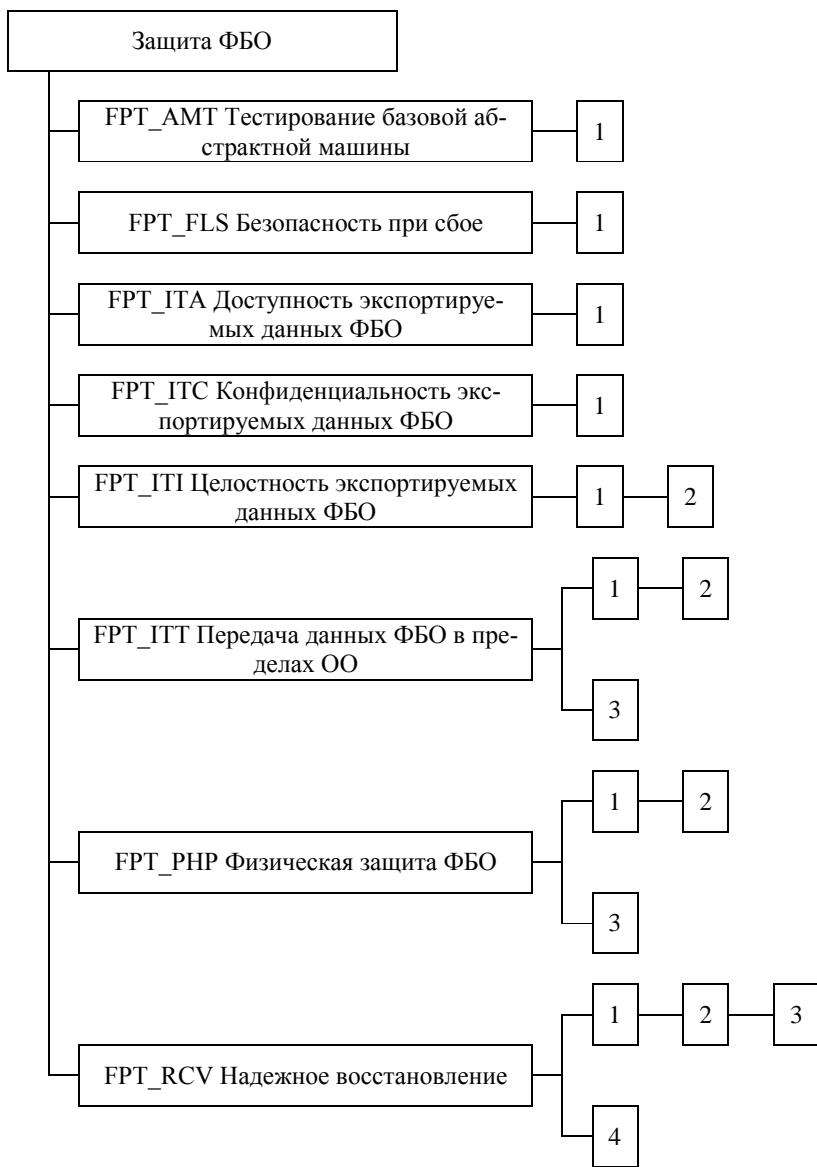 Защита ФБО
FPT_AMT Тестирование базовой аб-
страктной машины
1
FPT_FLS Безопасность при сбое
1
FPT_ITA Доступность экспортируе-
мых данных ФБО
1
FPT_ITC Конфиденциальность экс-
портируемых данных ФБО
1
FPT_ITI Целостность экспортируемых
данных ФБО
1
2
FPT_ITT Передача данных ФБО в пре-
делах ОО
1
2
3
FPT_PHP Физическая защита ФБО
1
2
3
FPT_RCV Надежное восстановление
1
2
3
4